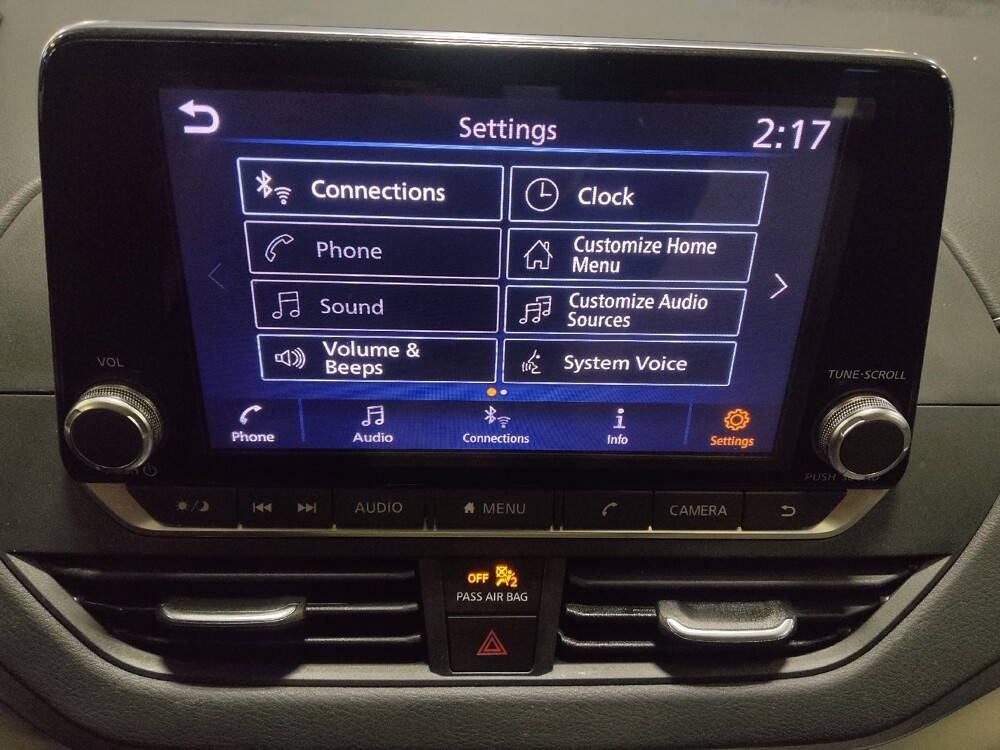 Settings
2:17
Connections
Clock
Phone
Customize Home
Menu
Sound
Customize Audio
Sources
Volume &
Beeps
System Voice
VOL
TUNE·SCROLL
Phone
Audio
Connections
Info
Settings
AUDIO
MENU
CAMERA
OFF
2
PASS AIR BAG